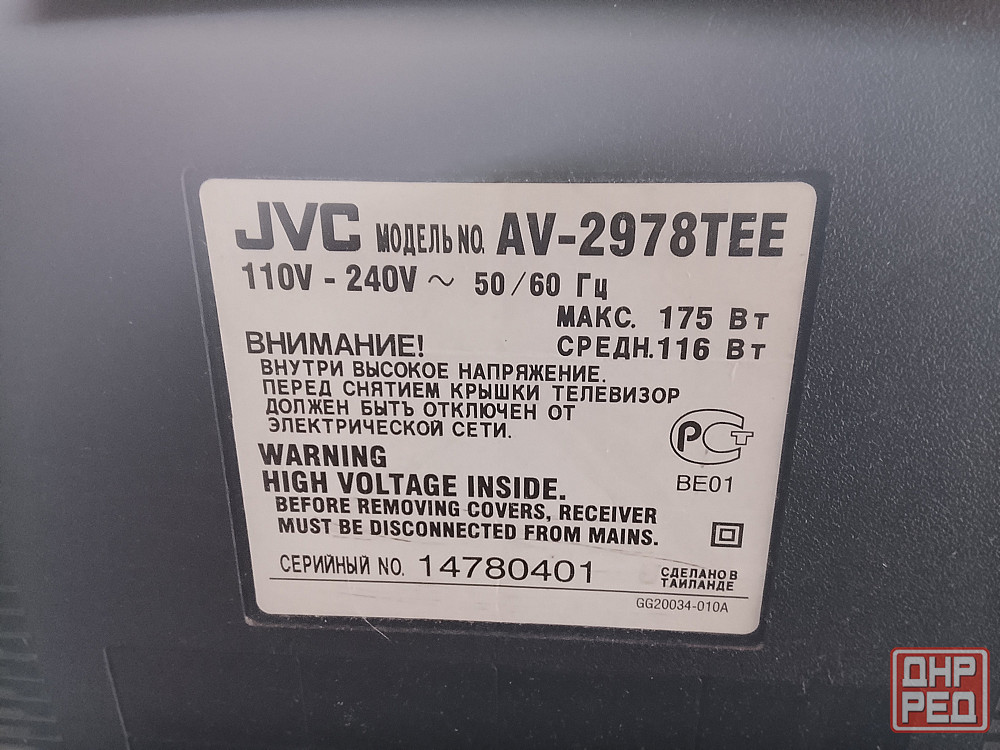 JVC МОДЕЛЬ NO. AV-2978TEE
110V - 240V ~ 50/60 Гц
МАКС. 175 Вт
СРЕДН.116 Вт
ВНИМАНИЕ!
ВНУТРИ ВЫСОКОЕ НАПРЯЖЕНИЕ.
ПЕРЕД СНЯТИЕМ КРЫШКИ ТЕЛЕВИЗОР
ДОЛЖЕН БЫТЬ ОТКЛЮЧЕН ОТ
ЭЛЕКТРИЧЕСКОЙ СЕТИ.
РСТ
BE01
WARNING
HIGH VOLTAGE INSIDE.
BEFORE REMOVING COVERS, RECEIVER
MUST BE DISCONNECTED FROM MAINS.
СЕРИЙНЫЙ NO. 14780401
СДЕЛАНО В
ТАИЛАНДЕ
GG20034-010A
ДНР
РЕД